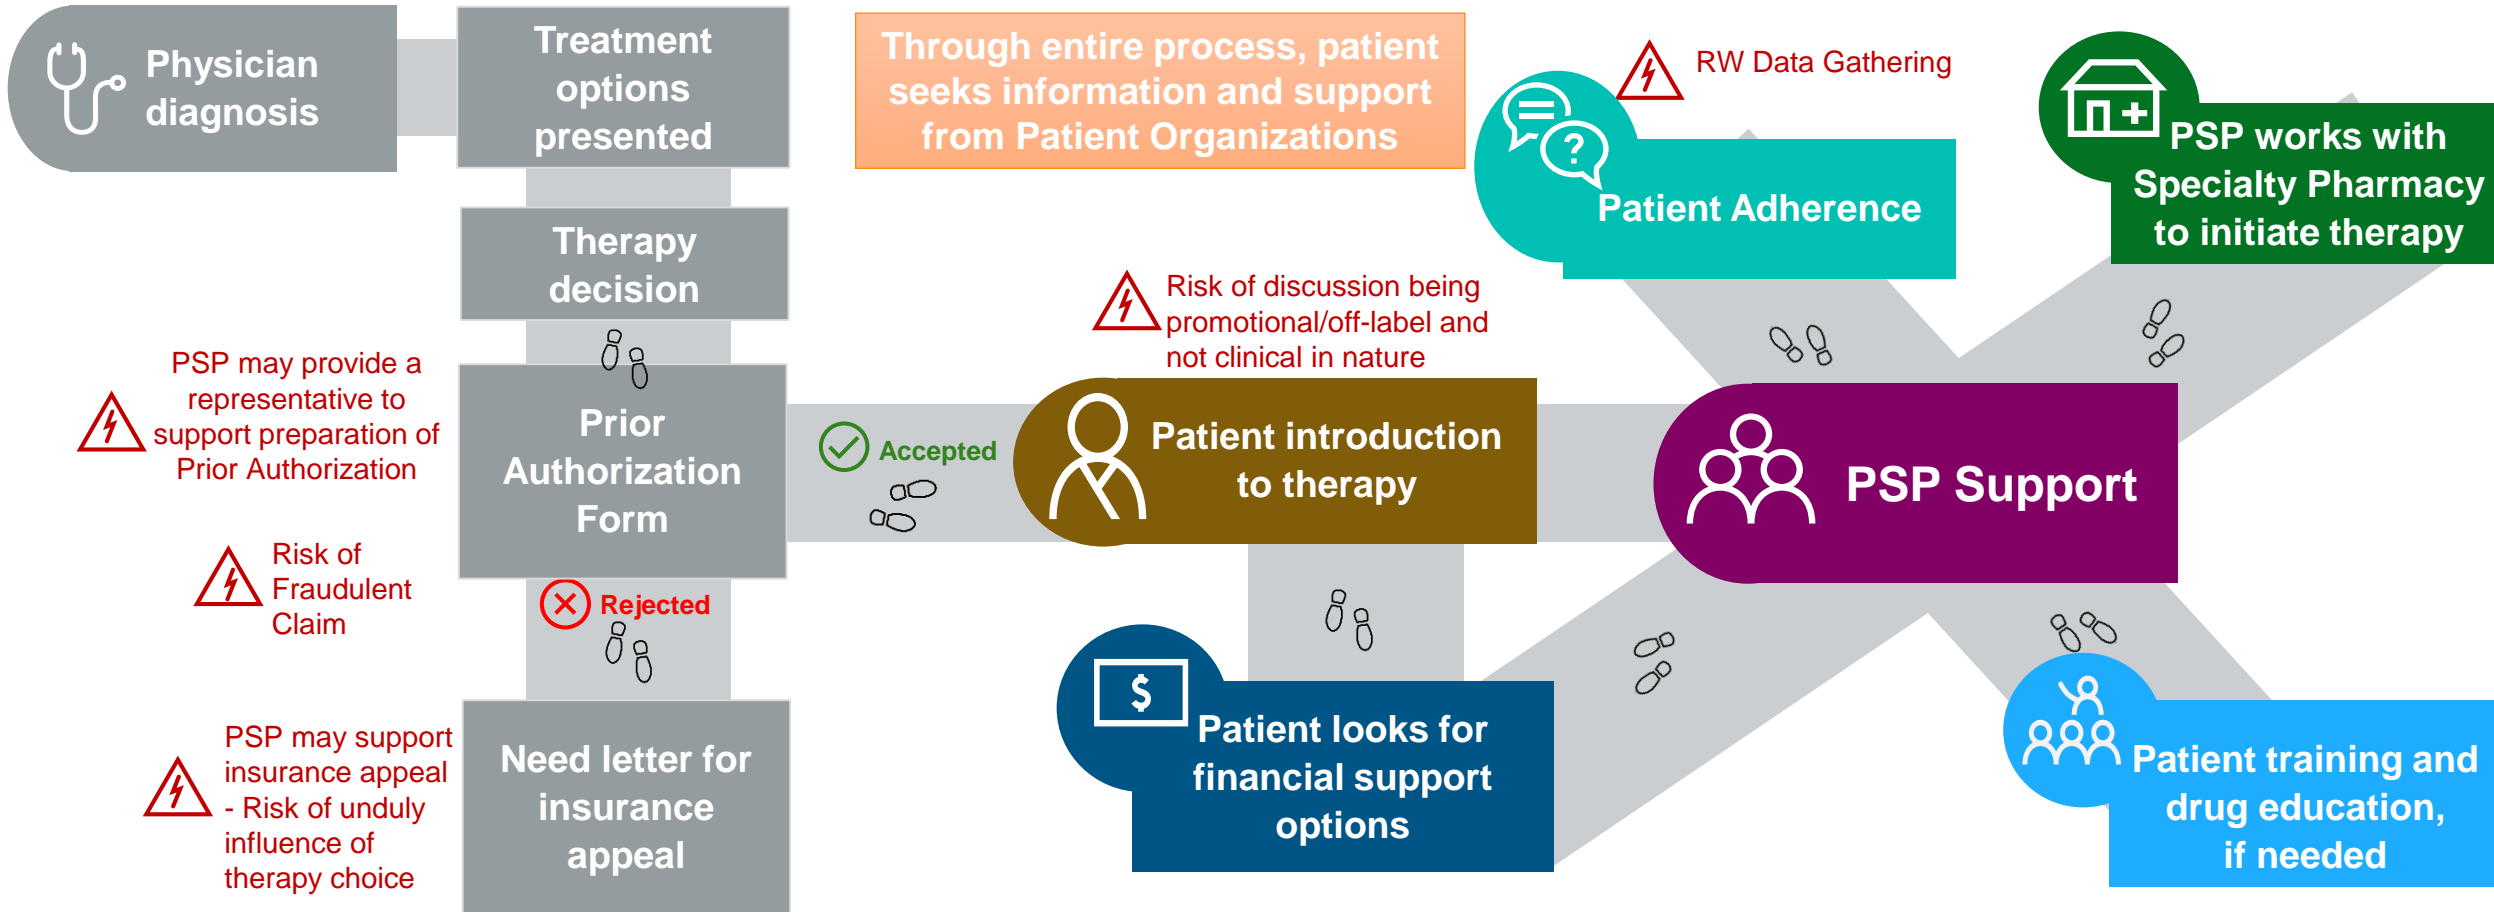 Physician
diagnosis
Treatment
options
presented
Through entire process, patient
seeks information and support
from Patient Organizations
RW Data Gathering
?
Patient Adherence
PSP works with
Specialty Pharmacy
to initiate therapy
Therapy
decision
Risk of discussion being
promotional/off-label and
not clinical in nature
PSP may provide a
representative to
support preparation of
Prior Authorization
Prior
Authorization
Form
Accepted
Patient introduction
to therapy
PSP Support
Risk of
Fraudulent
Claim
Rejected
PSP may support
insurance appeal
- Risk of unduly
influence of
therapy choice
Need letter for
insurance
appeal
$
Patient looks for
financial support
options
Patient training and
drug education,
if needed